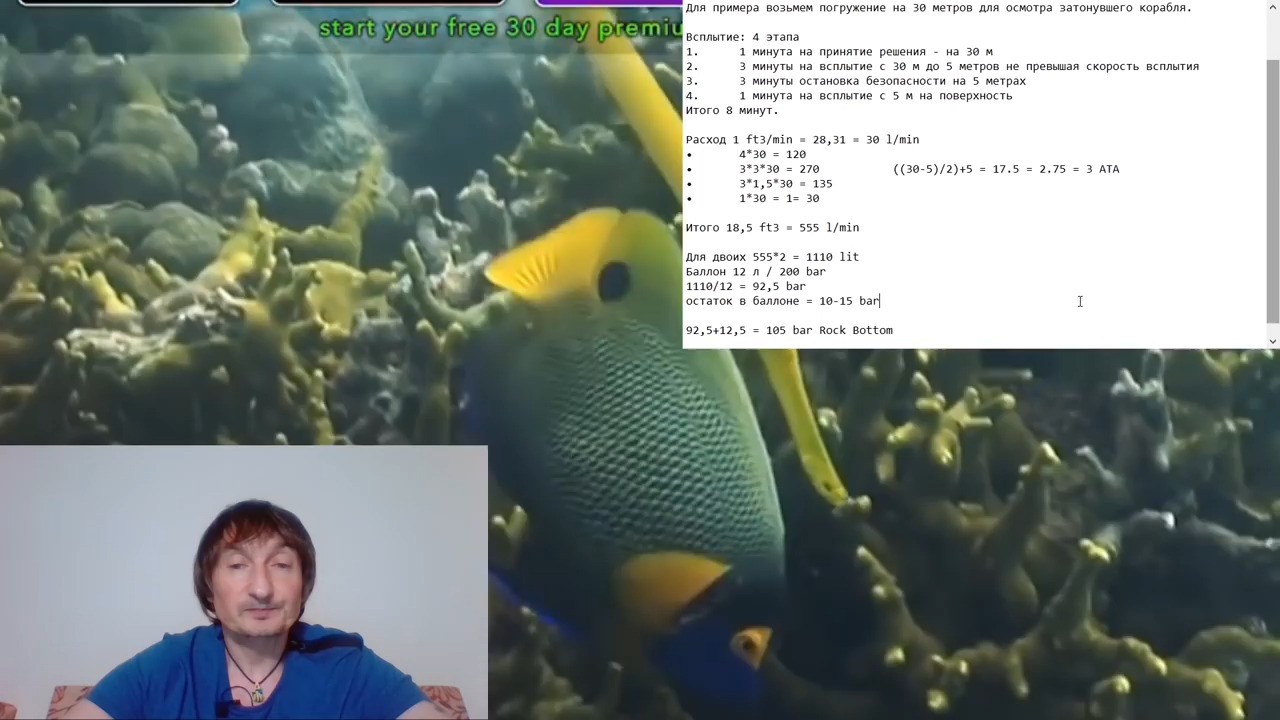 start your free 30 day premiu
Для примера возьмем погружение на 30 метров для осмотра затонувшего корабля.
Всплытие: 4 этапа
1. 1 минута на принятие решения - на 30 м
2. 3 минуты на всплытие с 30 м до 5 метров не превышая скорость всплытия
3. 3 минуты остановка безопасности на 5 метрах
4. 1 минута на всплытие с 5 м на поверхность
Итого 8 минут.
Расход 1 ft3/min = 28,31 = 30 l/min
• 4*30 = 120
• 3*3*30 = 270 ((30-5)/2)+5 = 17.5 = 2.75 = 3 АТА
• 3*1,5*30 = 135
• 1*30 = 1= 30
Итого 18,5 ft3 = 555 l/min
Для двоих 555*2 = 1110 lit
Баллон 12 л / 200 bar
1110/12 = 92,5 bar
остаток в баллоне = 10-15 bar
92,5+12,5 = 105 bar Rock Bottom